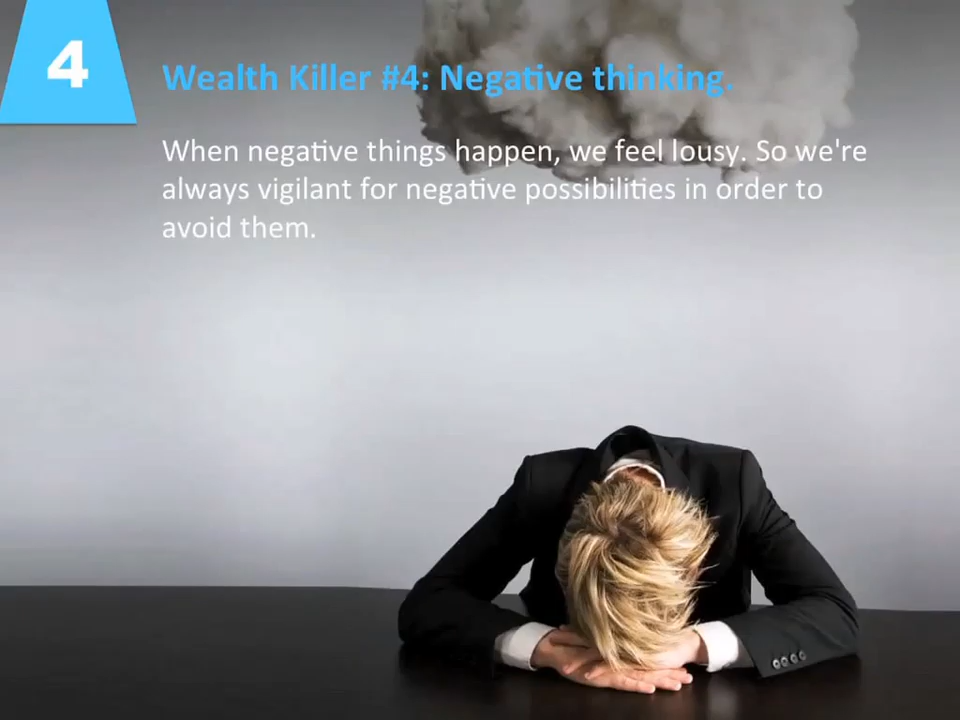 4
Wealth Killer #4: Negative thinking.
When negative things happen, we feel lousy. So we're
always vigilant for negative possibilities in order to
avoid them.